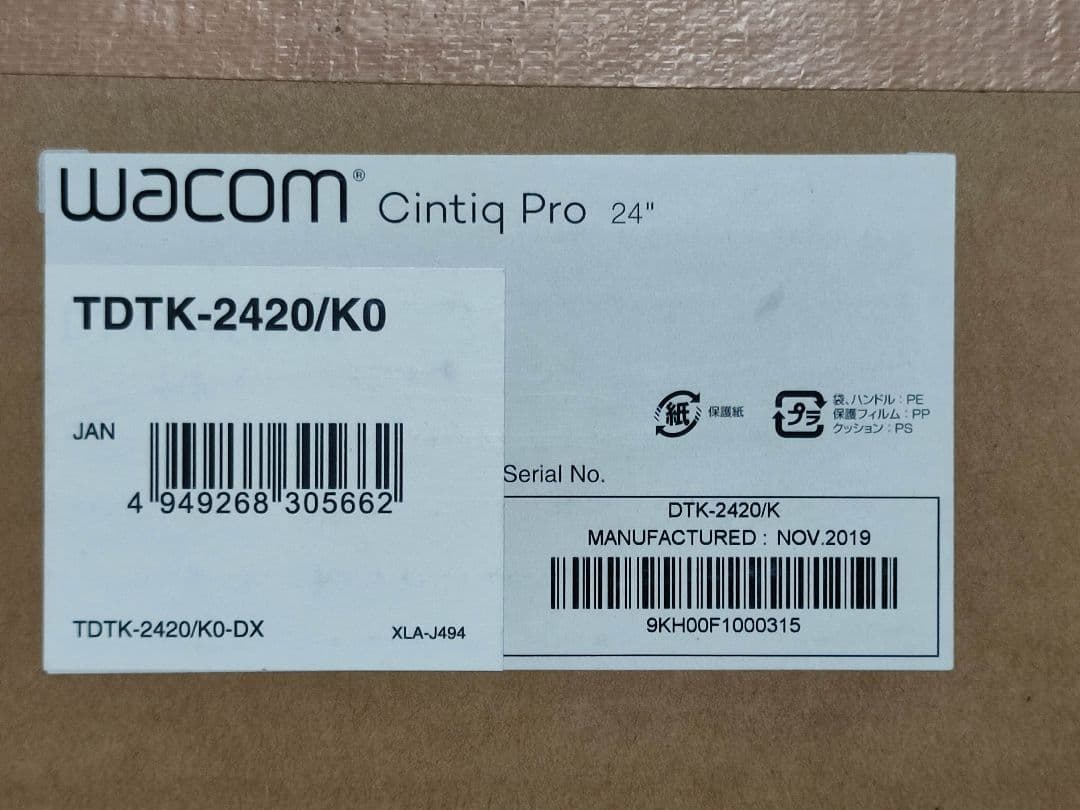 wacom® Cintiq Pro 24"
TDTK-2420/K0
JAN
4 949268 305662
TDTK-2420/K0-DX
XLA-J494
紙 保護紙
プラ
袋、ハンドル：PE
保護フィルム：PP
クッション：PS
Serial No.
DTK-2420/K
MANUFACTURED : NOV.2019
9KH00F1000315